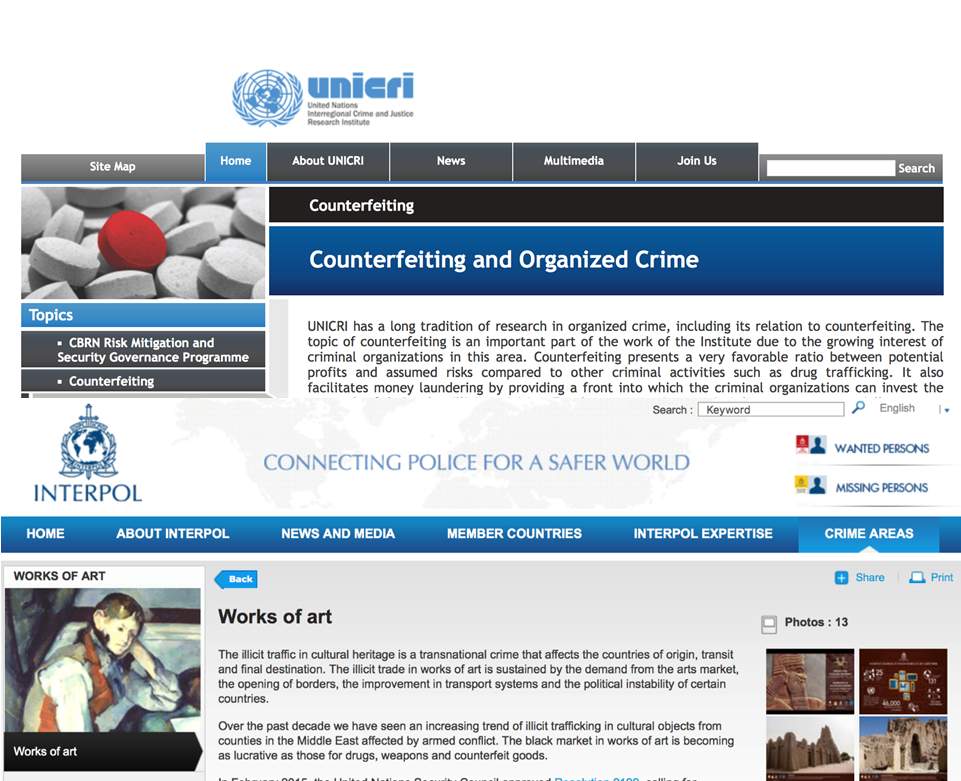 unicri
United Nations
Interregional Crime and Justice
Research Institute
Site Map
Home
About UNICRI
News
Multimedia
Join Us
Search
Counterfeiting
Counterfeiting and Organized Crime
Topics
▪ CBRN Risk Mitigation and
Security Governance Programme
▪ Counterfeiting
UNICRI has a long tradition of research in organized crime, including its relation to counterfeiting. The
topic of counterfeiting is an important part of the work of the Institute due to the growing interest of
criminal organizations in this area. Counterfeiting presents a very favorable ratio between potential
profits and assumed risks compared to other criminal activities such as drug trafficking. It also
facilitates money laundering by providing a front into which the criminal organizations can invest the
Search :
Keyword
English
INTERPOL
CONNECTING POLICE FOR A SAFER WORLD
WANTED PERSONS
MISSING PERSONS
HOME
ABOUT INTERPOL
NEWS AND MEDIA
MEMBER COUNTRIES
INTERPOL EXPERTISE
CRIME AREAS
WORKS OF ART
Works of art
Back
Share
Print
Works of art
The illicit traffic in cultural heritage is a transnational crime that affects the countries of origin, transit
and final destination. The illicit trade in works of art is sustained by the demand from the arts market,
the opening of borders, the improvement in transport systems and the political instability of certain
countries.
Over the past decade we have seen an increasing trend of illicit trafficking in cultural objects from
counties in the Middle East affected by armed conflict. The black market in works of art is becoming
as lucrative as those for drugs, weapons and counterfeit goods.
In February 2015, the United Nations Security Council approved Resolution 2199, calling for
Photos : 13